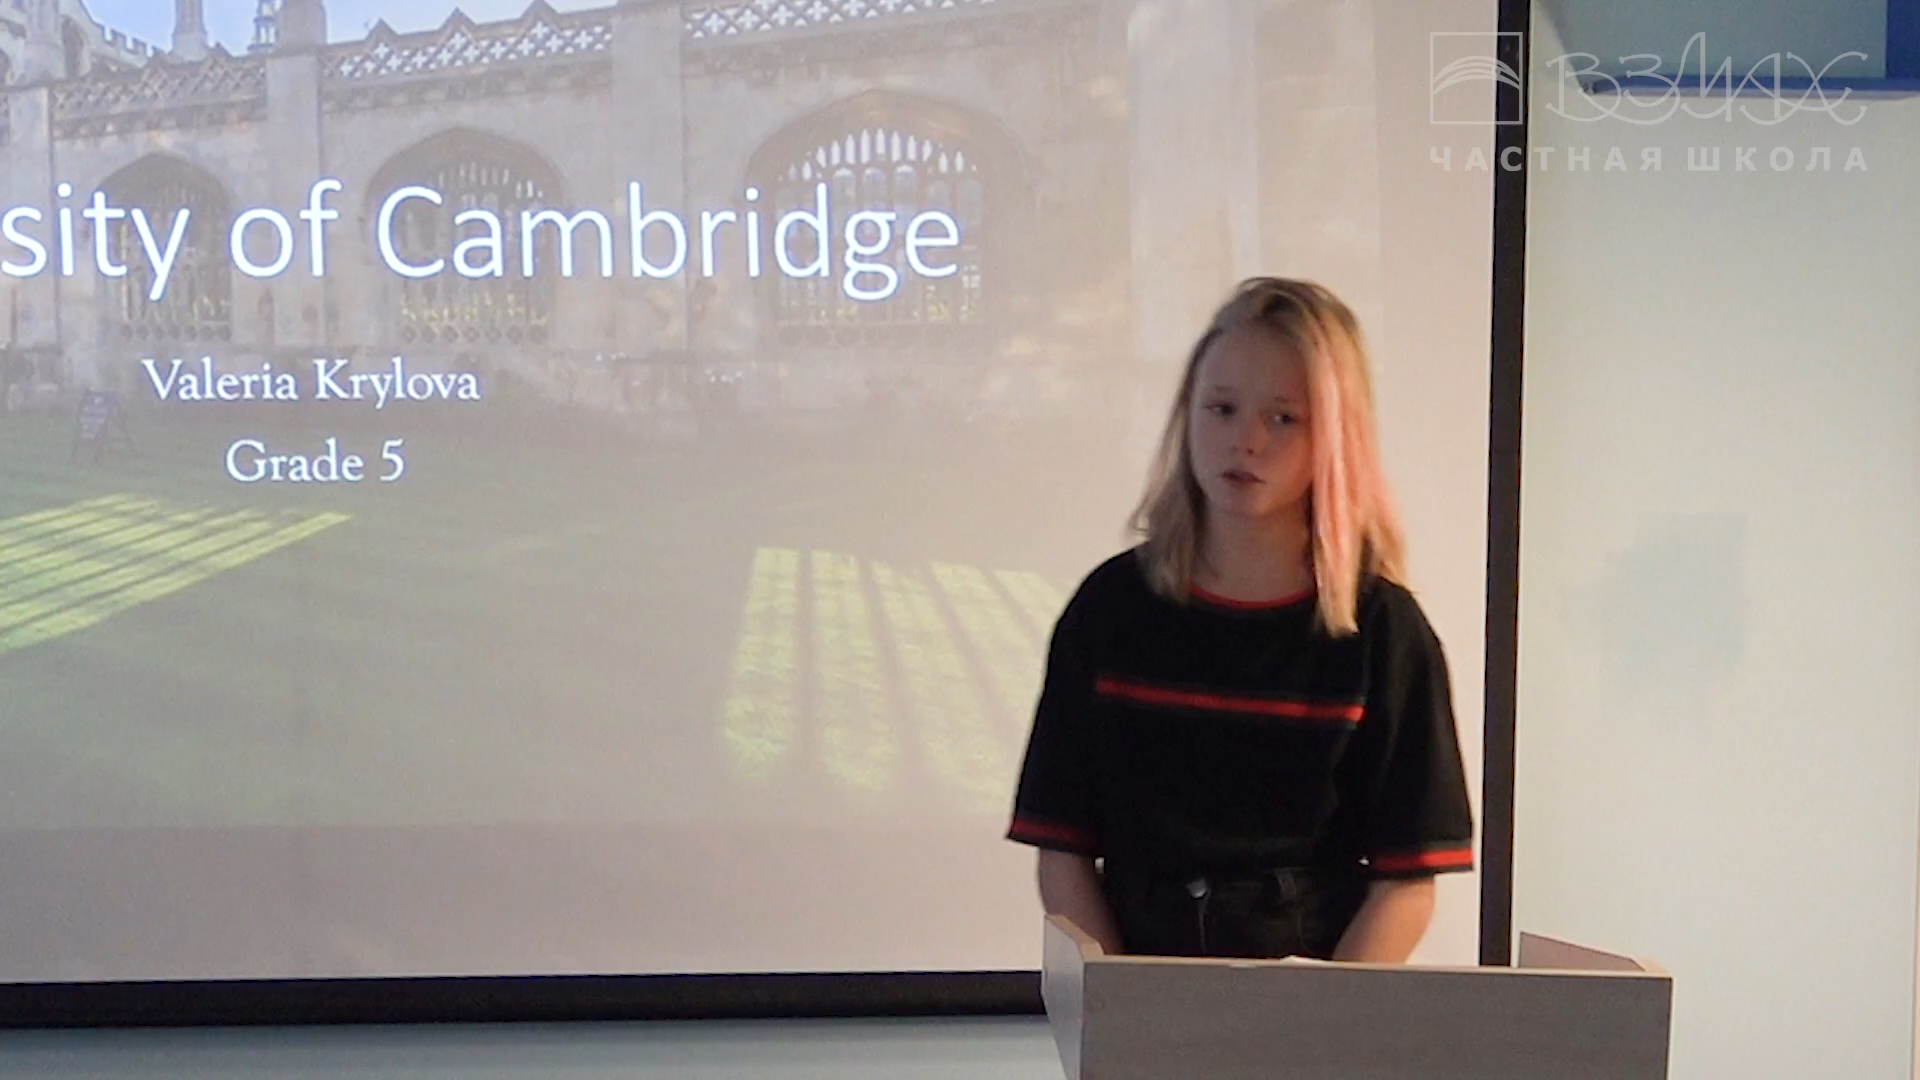 ВЗМАХ
ЧАСТНАЯ ШКОЛА
sity of Cambridge
Valeria Krylova
Grade 5